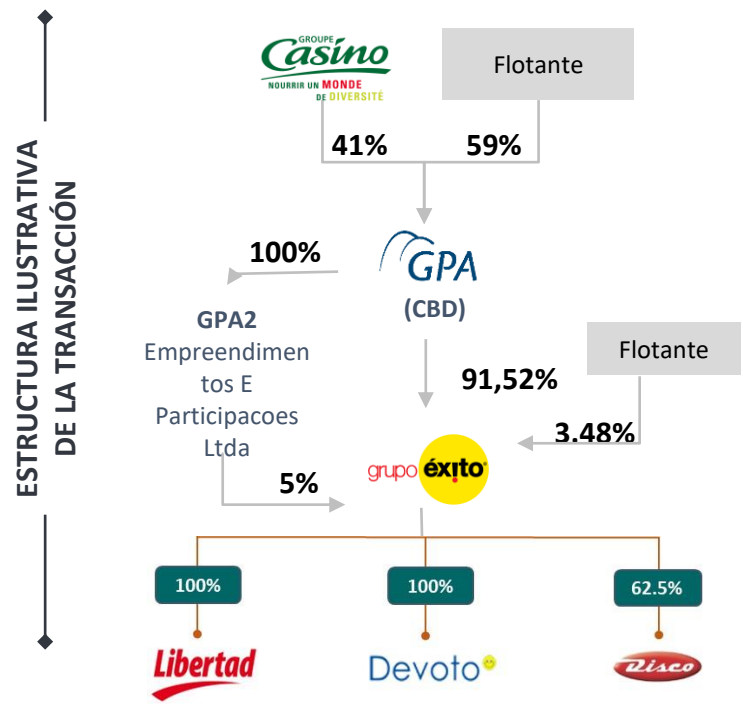 ESTRUCTURA ILUSTRATIVA
DE LA TRANSACCIÓN
GROUPE
Casino
NOURRIR UN MONDE
DE DIVERSITÉ
Flotante
41%
59%
100%
GPA
(CBD)
GPA2
Empreendimen
tos E
Participacoes
Ltda
Flotante
91,52%
3.48%
grupo éxito
5%
100%
100%
62.5%
Libertad
Devoto
Disco